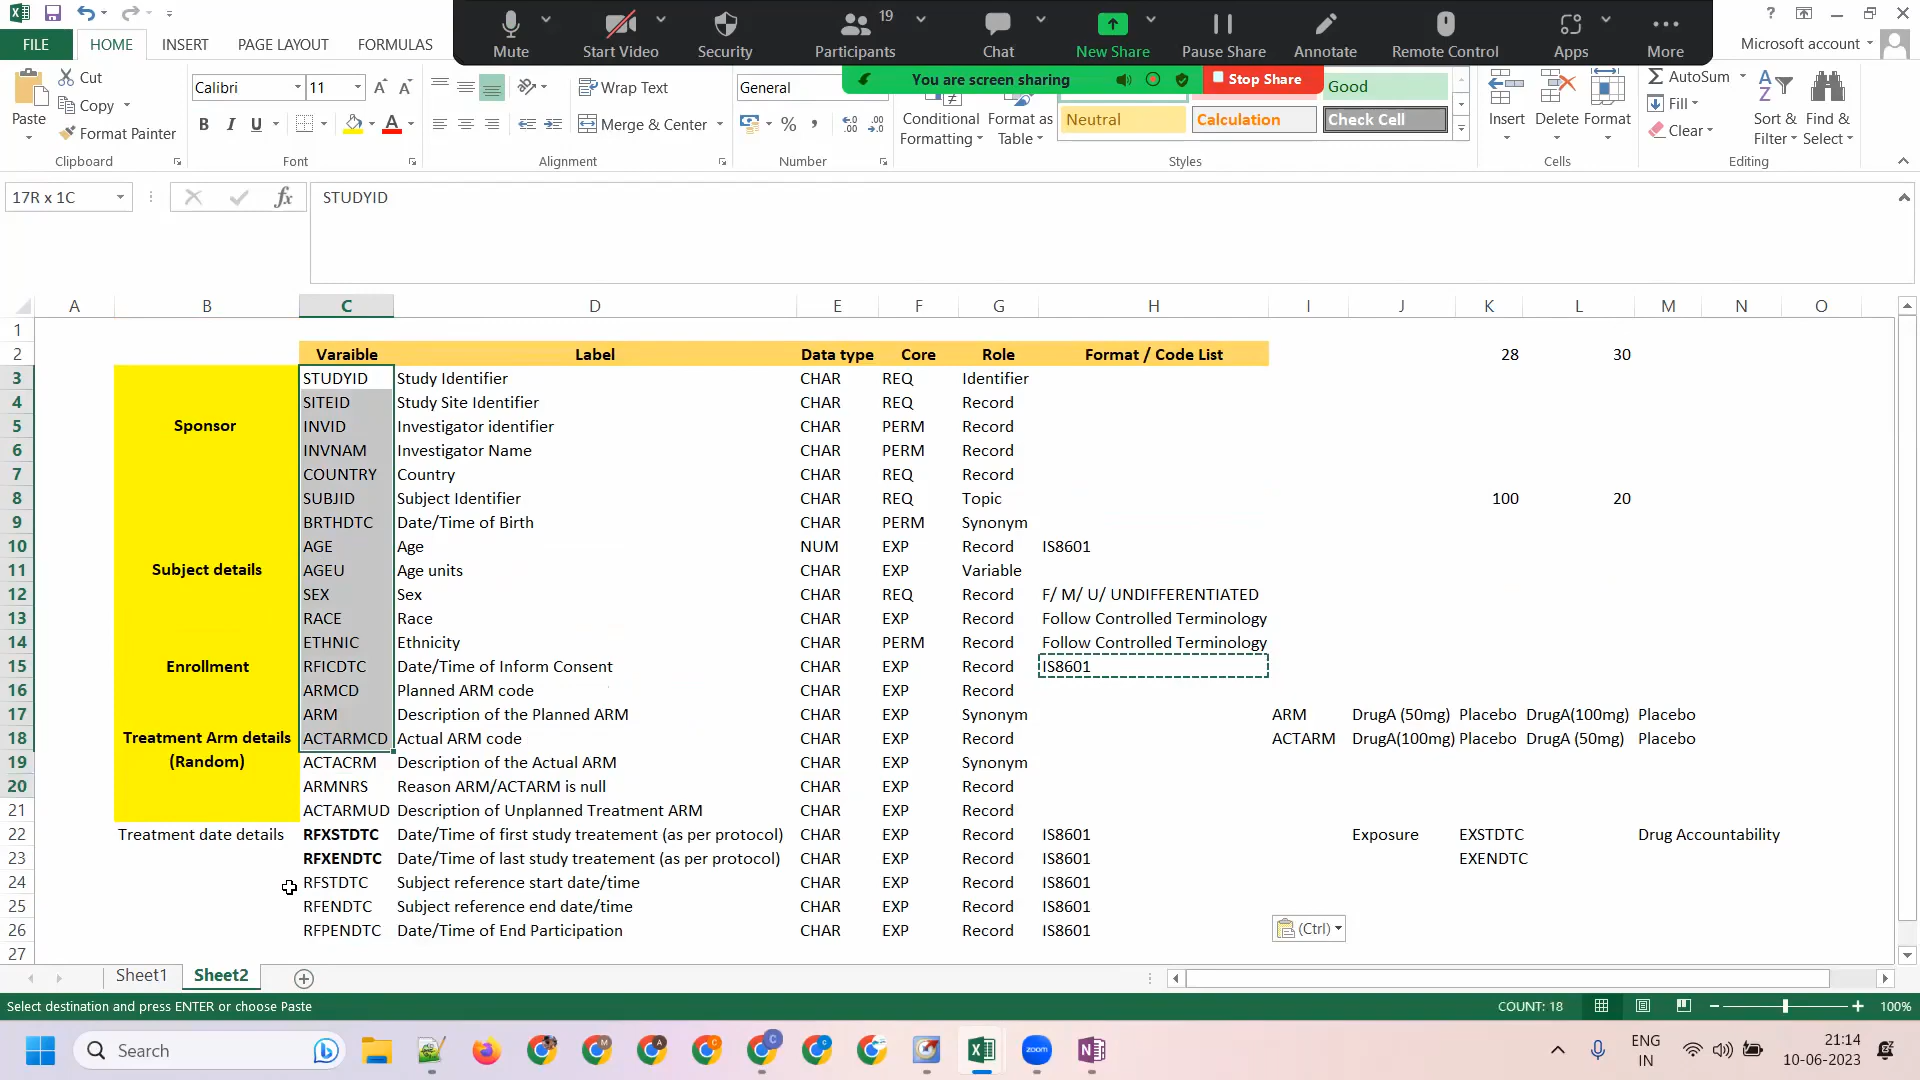 Mute
Start Video
Security
Participants
19
Chat
New Share
Pause Share
Annotate
Remote Control
Apps
More
FILE
HOME
INSERT
PAGE LAYOUT
FORMULAS
You are screen sharing
Stop Share
Microsoft account
Paste
Cut
Copy
Format Painter
Clipboard
Calibri
11
B I U
Font
Wrap Text
Merge & Center
Alignment
General
%
Number
Conditional
Formatting
Format as
Table
Good
Neutral
Calculation
Check Cell
Styles
Insert
Delete
Format
Cells
AutoSum
Fill
Clear
Sort &
Filter
Find &
Select
Editing
17R x 1C
fx
STUDYID
A B C D E F G H I J K L M N O
1
2 Varaible Label Data type Core Role Format / Code List 28 30
3 STUDYID Study Identifier CHAR REQ Identifier
4 SITEID Study Site Identifier CHAR REQ Record
5 Sponsor INVID Investigator identifier CHAR PERM Record
6 INVNAM Investigator Name CHAR PERM Record
7 COUNTRY Country CHAR REQ Record
8 SUBJID Subject Identifier CHAR REQ Topic 100 20
9 BRTHDTC Date/Time of Birth CHAR PERM Synonym
10 AGE Age NUM EXP Record IS8601
11 Subject details AGEU Age units CHAR EXP Variable
12 SEX Sex CHAR REQ Record F/ M/ U/ UNDIFFERENTIATED
13 RACE Race CHAR EXP Record Follow Controlled Terminology
14 ETHNIC Ethnicity CHAR PERM Record Follow Controlled Terminology
15 Enrollment RFICDTC Date/Time of Inform Consent CHAR EXP Record IS8601
16 ARMCD Planned ARM code CHAR EXP Record
17 ARM Description of the Planned ARM CHAR EXP Synonym ARM DrugA (50mg) Placebo DrugA(100mg) Placebo
18 Treatment Arm details ACTARMCD Actual ARM code CHAR EXP Record ACTARM DrugA(100mg) Placebo DrugA (50mg) Placebo
19 (Random) ACTACRM Description of the Actual ARM CHAR EXP Synonym
20 ARMNRS Reason ARM/ACTARM is null CHAR EXP Record
21 ACTARMUD Description of Unplanned Treatment ARM CHAR EXP Record
22 Treatment date details RFXSTDTC Date/Time of first study treatement (as per protocol) CHAR EXP Record IS8601 Exposure EXSTDTC Drug Accountability
23 RFXENDTC Date/Time of last study treatement (as per protocol) CHAR EXP Record IS8601 EXENDTC
24 RFSTDTC Subject reference start date/time CHAR EXP Record IS8601
25 RFENDTC Subject reference end date/time CHAR EXP Record IS8601
26 RFPENDTC Date/Time of End Participation CHAR EXP Record IS8601
(Ctrl)
27
Sheet1
Sheet2
Select destination and press ENTER or choose Paste
COUNT: 18
100%
Search
zoom
ENG
IN
21:14
10-06-2023